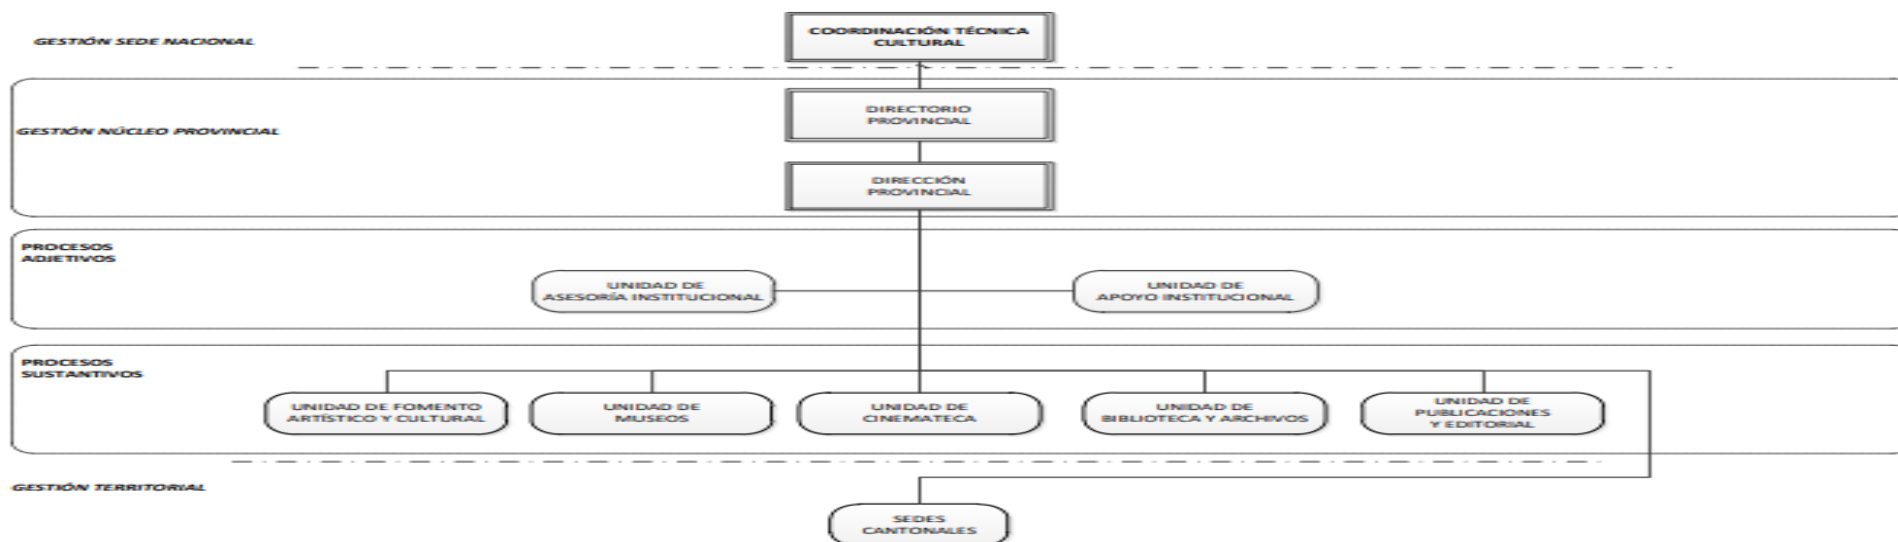 GESTIÓN SEDE NACIONAL
COORDINACIÓN TÉCNICA
CULTURAL
GESTIÓN NÚCLEO PROVINCIAL
DIRECTORIO
PROVINCIAL
DIRECCIÓN
PROVINCIAL
PROCESOS
ADJETIVOS
UNIDAD DE
ASESORÍA INSTITUCIONAL
UNIDAD DE
APOYO INSTITUCIONAL
PROCESOS
SUSTANTIVOS
UNIDAD DE FOMENTO
ARTÍSTICO Y CULTURAL
UNIDAD DE
MUSEOS
UNIDAD DE
CINEMATECA
UNIDAD DE
BIBLIOTECA Y ARCHIVOS
UNIDAD DE
PUBLICACIONES
Y EDITORIAL
GESTIÓN TERRITORIAL
SEDES
CANTONALES